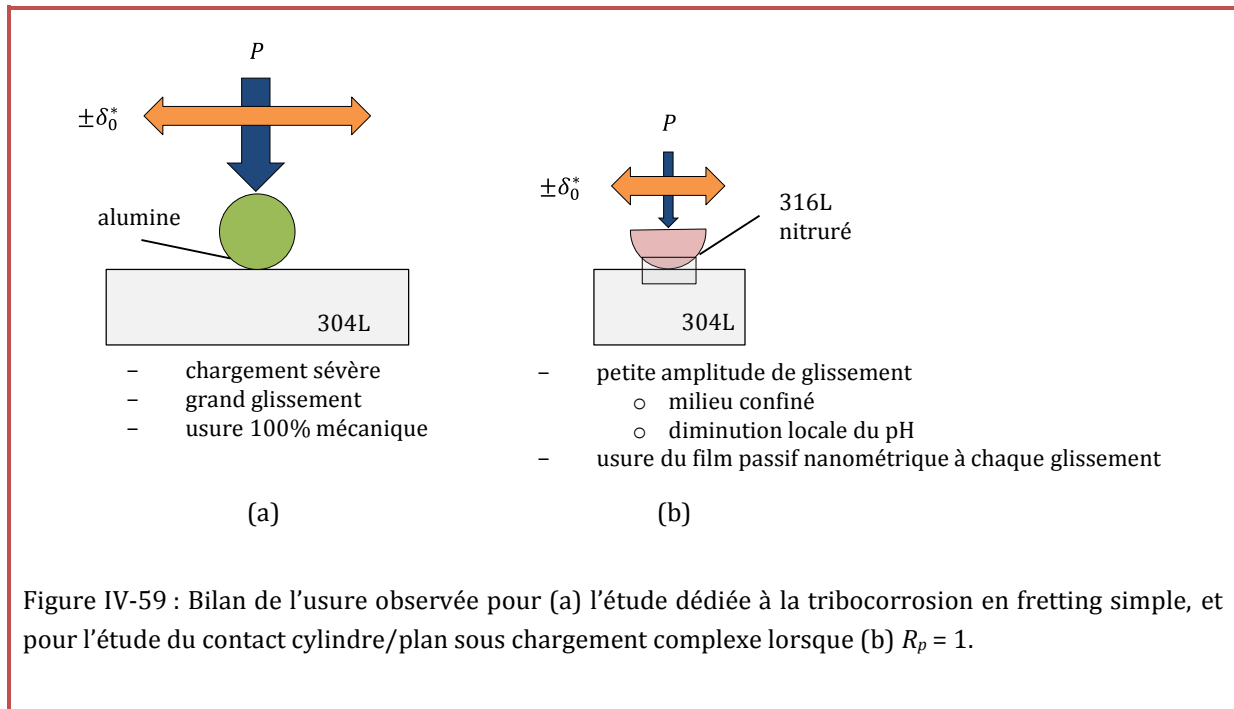 P
±δ₀*
alumine
304L
– chargement sévère
– grand glissement
– usure 100% mécanique
(a)
P
±δ₀*
316L
nitruré
304L
– petite amplitude de glissement
o milieu confiné
o diminution locale du pH
– usure du film passif nanométrique à chaque glissement
(b)
Figure IV-59 : Bilan de l’usure observée pour (a) l’étude dédiée à la tribocorrosion en fretting simple, et
pour l’étude du contact cylindre/plan sous chargement complexe lorsque (b) Rₚ = 1.